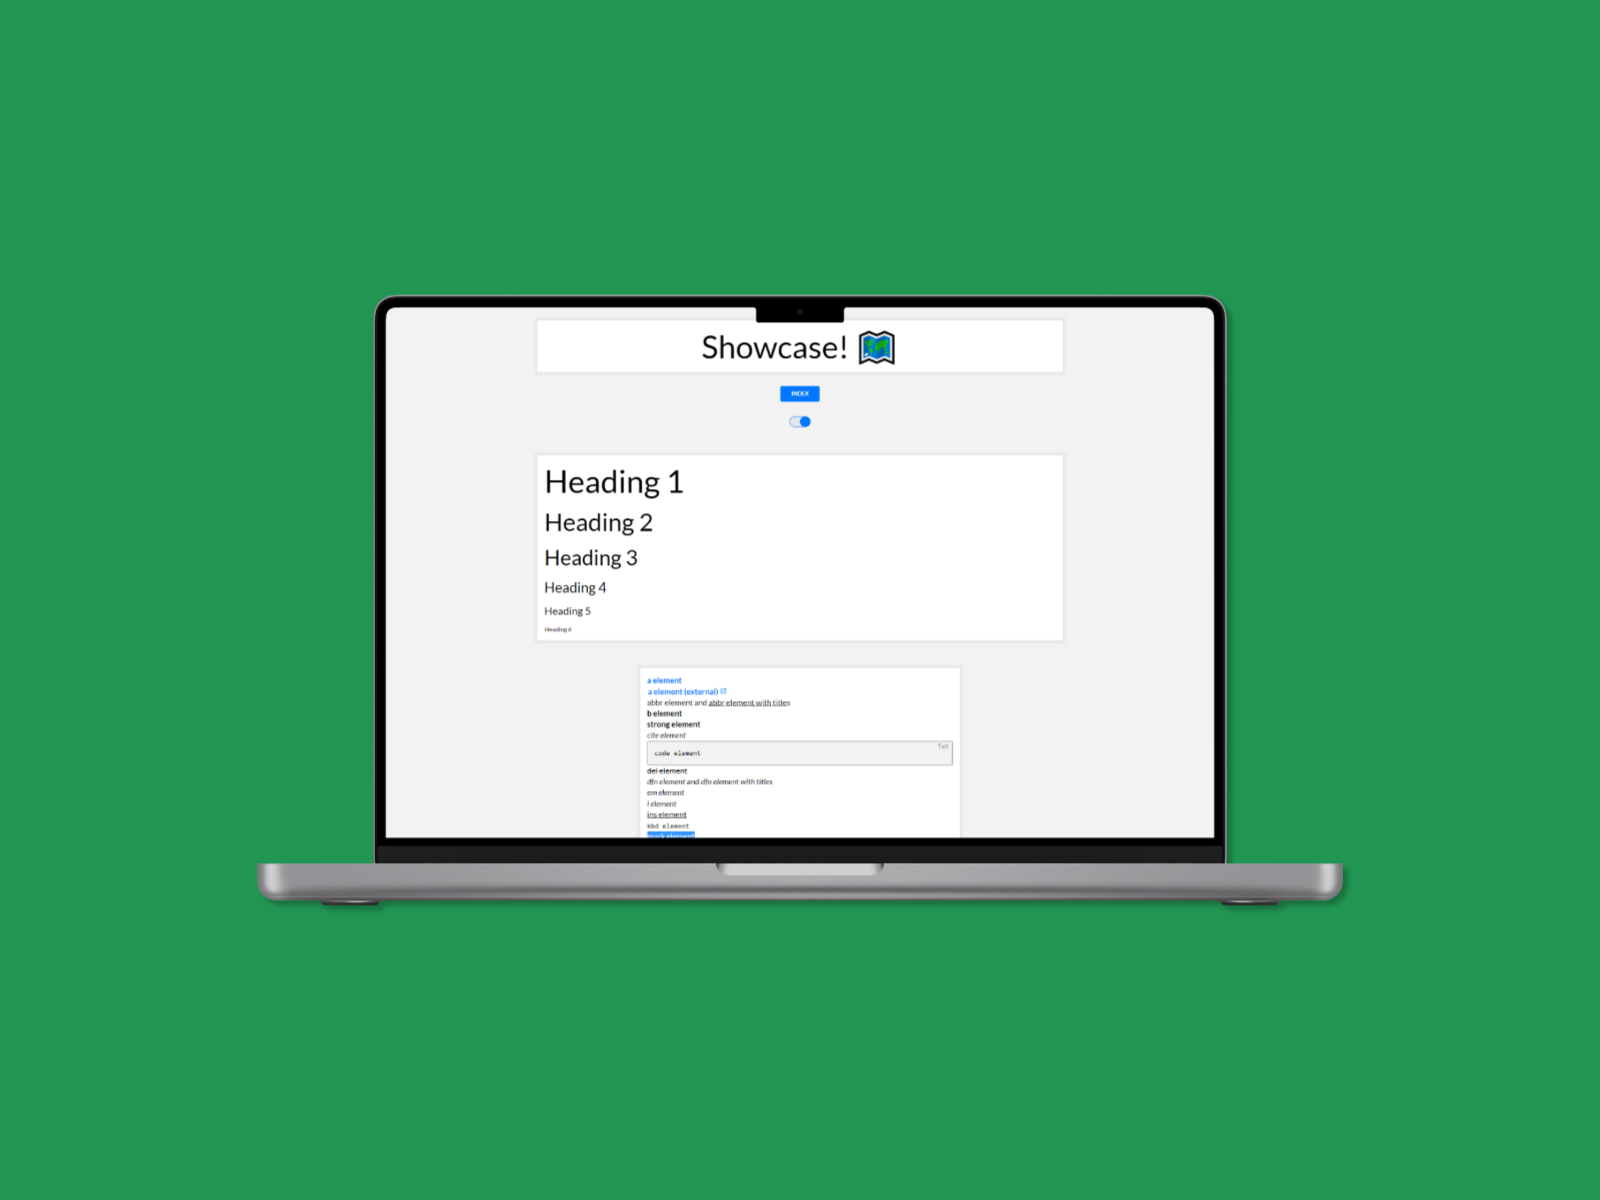 Showcase!
INDEX
Heading 1
Heading 2
Heading 3
Heading 4
Heading 5
Heading 6
a element
a element (external)
abbr element and abbr element with titles
b element
strong element
cite element
Txt
code element
del element
dfn element and dfn element with titles
em element
i element
ins element
kbd element
mark element